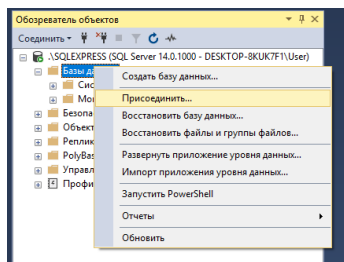 Обозреватель объектов
Соединить
.\SQLEXPRESS (SQL Server 14.0.1000 - DESKTOP-8KUK7F1\User)
Базы да
Сис
Мо
Безопа
Объект
Реплик
PolyBas
Управл
Профи
Создать базу данных...
Присоединить...
Восстановить базу данных...
Восстановить файлы и группы файлов...
Развернуть приложение уровня данных...
Импорт приложения уровня данных...
Запустить PowerShell
Отчеты
Обновить